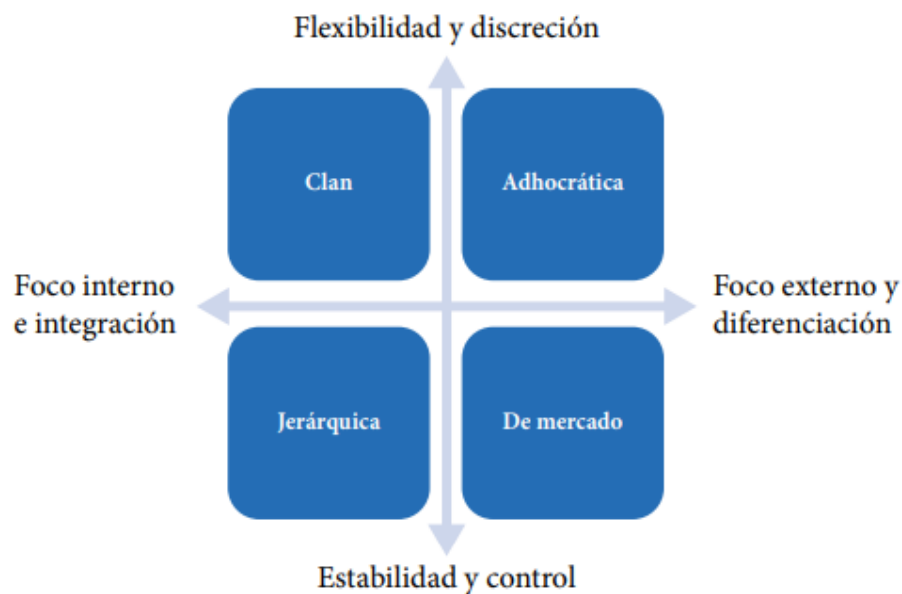 Flexibilidad y discreción
Clan
Adhocrática
Foco interno
e integración
Foco externo y
diferenciación
Jerárquica
De mercado
Estabilidad y control